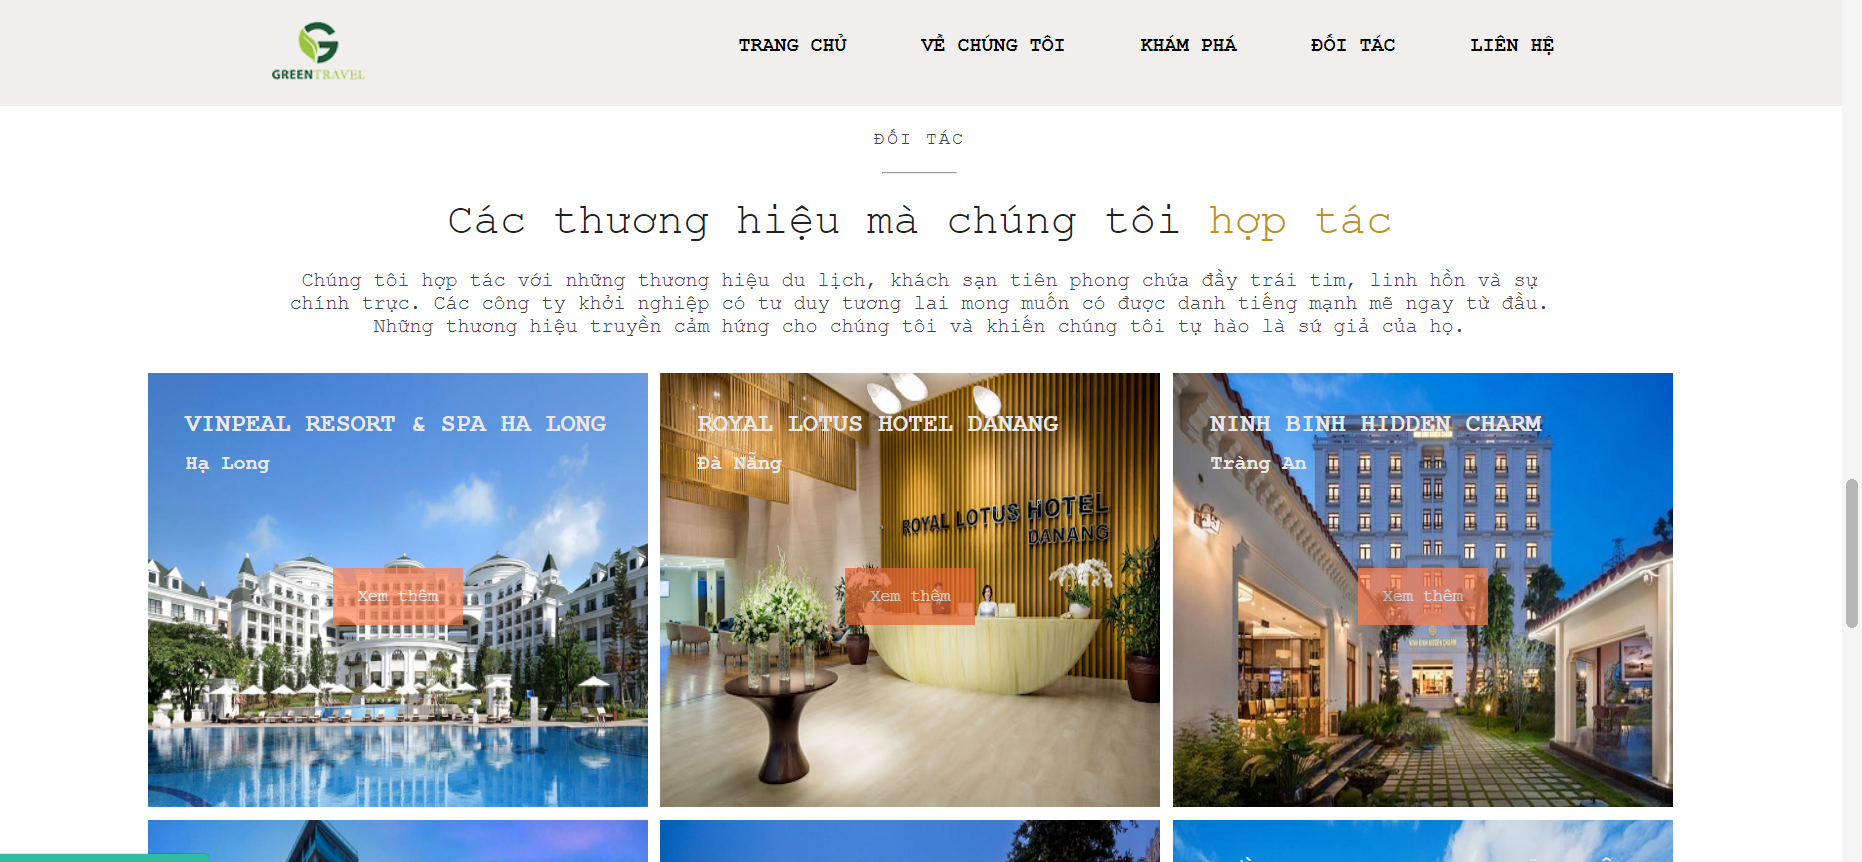 GREENTRAVEL
TRANG CHỦ VỀ CHÚNG TÔI KHÁM PHÁ ĐỐI TÁC LIÊN HỆ
ĐỐI TÁC
Các thương hiệu mà chúng tôi hợp tác
Chúng tôi hợp tác với những thương hiệu du lịch, khách sạn tiên phong chứa đầy trái tim, linh hồn và sự
chính trực. Các công ty khởi nghiệp có tư duy tương lai mong muốn có được danh tiếng mạnh mẽ ngay từ đầu.
Những thương hiệu truyền cảm hứng cho chúng tôi và khiến chúng tôi tự hào là sứ giả của họ.
VINPEAL RESORT & SPA HA LONG
Hạ Long
Xem thêm
ROYAL LOTUS HOTEL DANANG
Đà Nẵng
ROYAL LOTUS HOTEL
DANANG
Xem thêm
NINH BINH HIDDEN CHARM
Tràng An
Xem thêm
NINH BINH HIDDEN CHARM